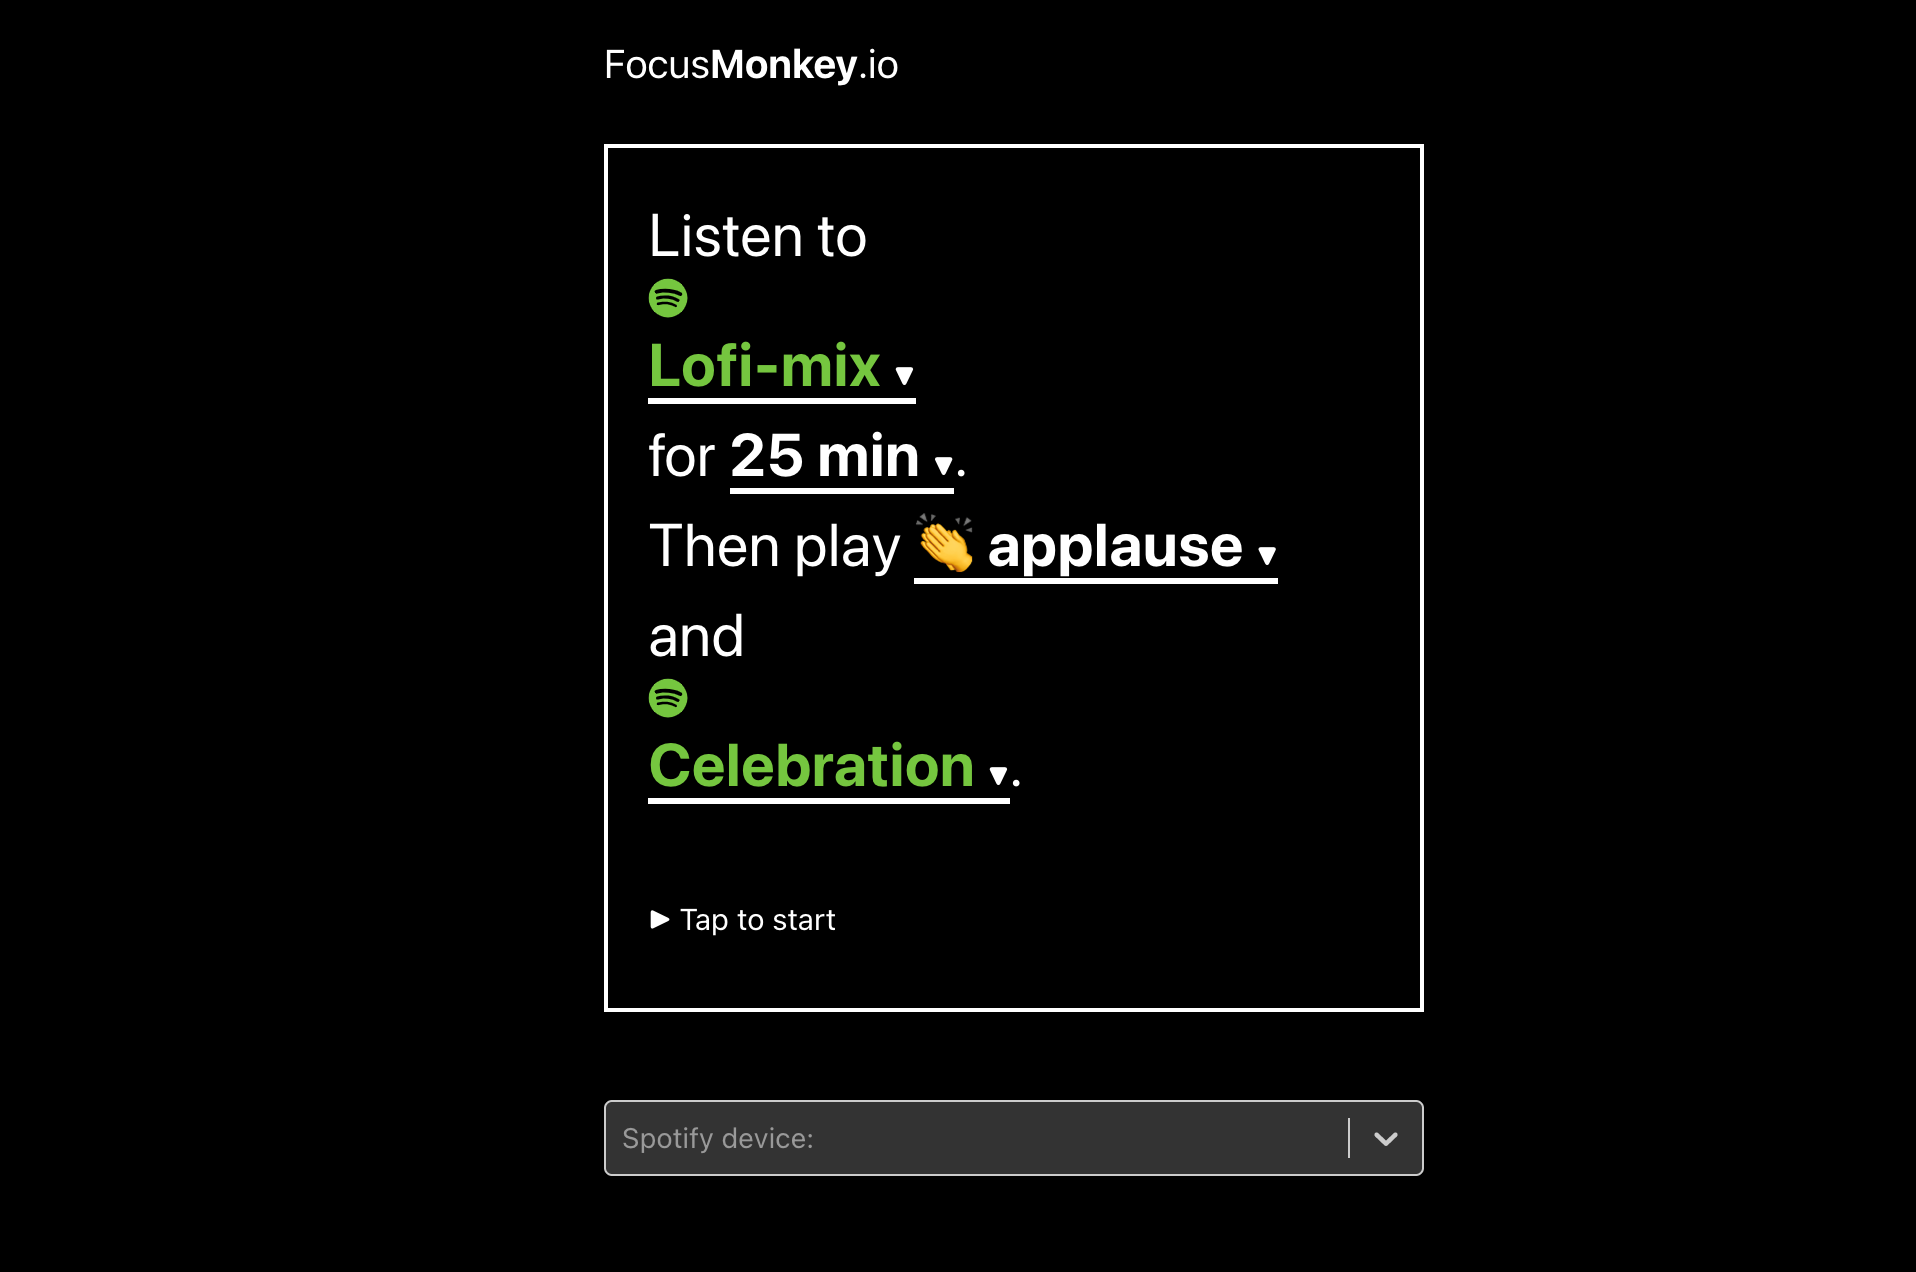 FocusMonkey.io
Listen to
Lofi-mix ▼
for 25 min ▼.
Then play 👏 applause ▼
and
Celebration ▼.
▶ Tap to start
Spotify device: